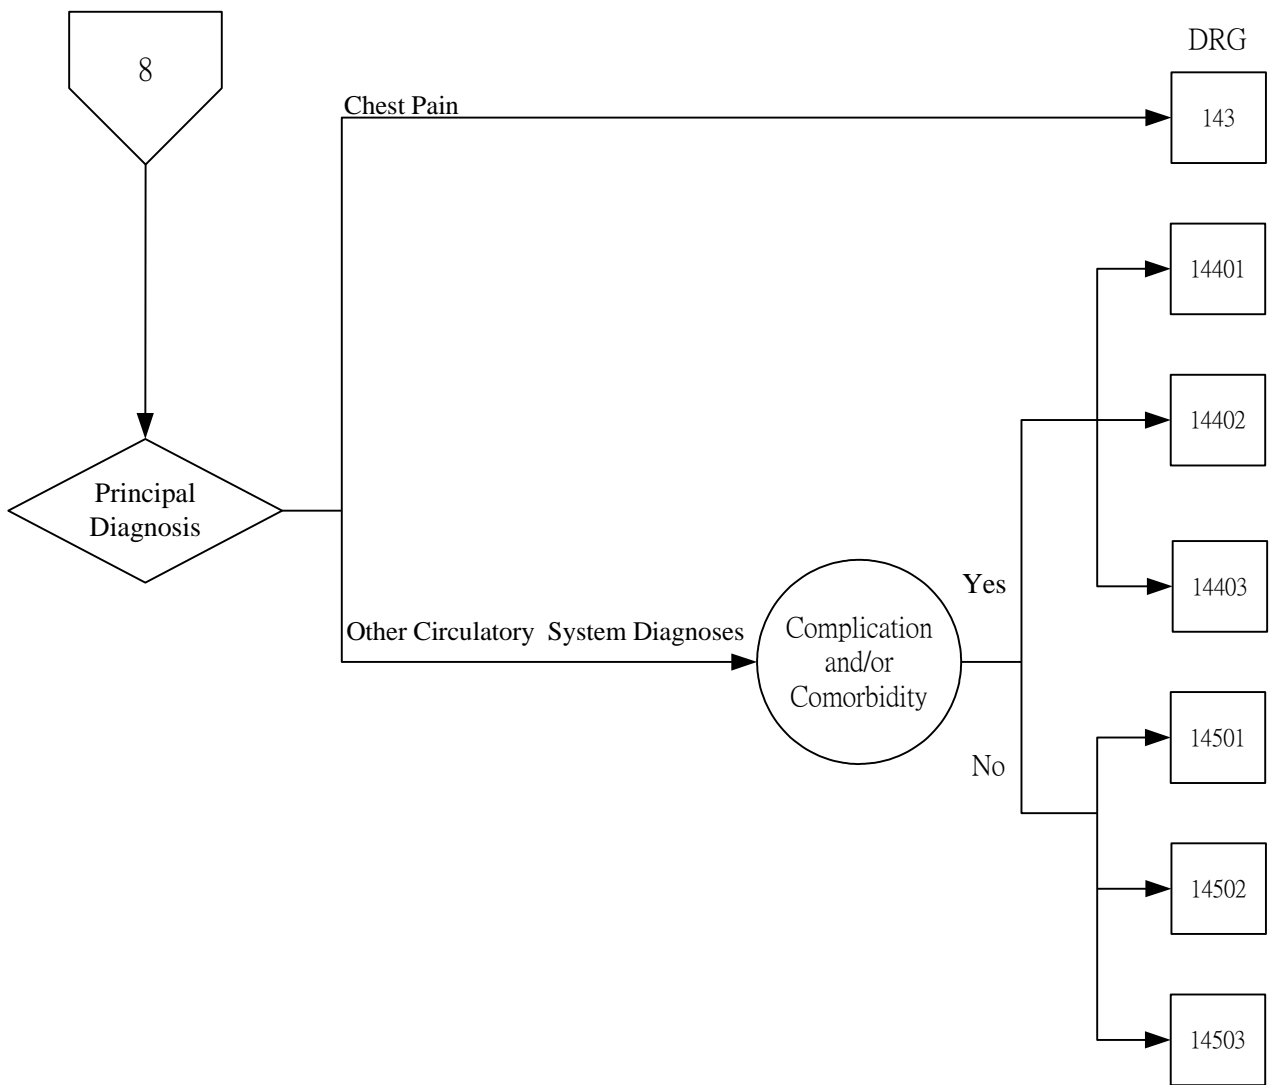 8
DRG
Chest Pain
143
14401
14402
Principal
Diagnosis
Yes
14403
Other Circulatory  System Diagnoses
Complication
and/or
Comorbidity
No
14501
14502
14503